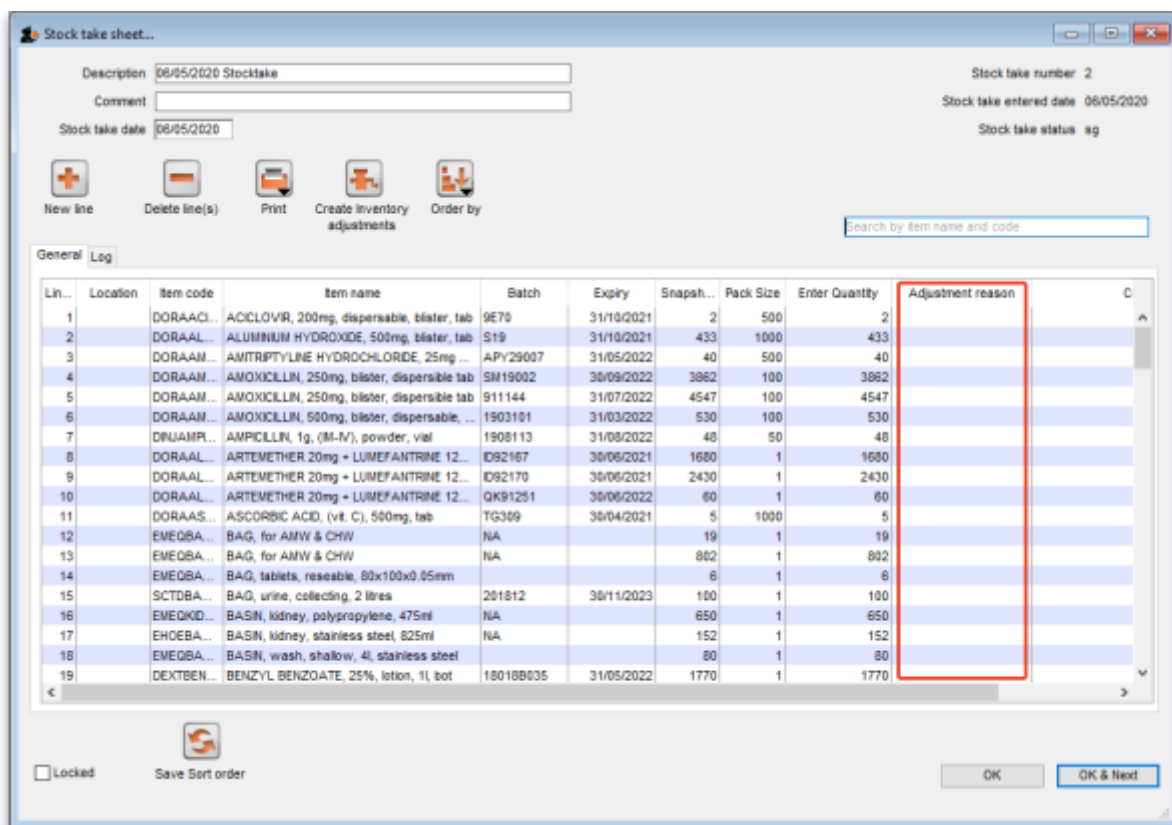 Stock take sheet...
Description 06/05/2020 Stocktake
Stock take number 2
Comment
Stock take entered date 06/05/2020
Stock take date 06/05/2020
Stock take status sg
New line Delete line(s) Print Create Inventory adjustments Order by
Search by item name and code
General Log
Lin... Location Item code Item name Batch Expiry Snapsh... Pack Size Enter Quantity Adjustment reason C
1 DORAACI... ACICLOVIR, 200mg, dispersable, blister, tab 9E70 31/10/2021 2 500 2
2 DORAAL... ALUMINIUM HYDROXIDE, 500mg, blister, tab S19 31/10/2021 433 1000 433
3 DORAAM... AMITRIPTYLINE HYDROCHLORIDE, 25mg ... APY29007 31/05/2022 40 500 40
4 DORAAM... AMOXICILLIN, 250mg, blister, dispersible tab SM19002 30/09/2022 3862 100 3862
5 DORAAM... AMOXICILLIN, 250mg, blister, dispersible tab 911144 31/07/2022 4547 100 4547
6 DORAAM... AMOXICILLIN, 500mg, blister, dispersable, ... 1903101 31/03/2022 530 100 530
7 DINJAMPI... AMPICILLIN, 1g, (IM-IV), powder, vial 1908113 31/08/2022 48 50 48
8 DORAAL... ARTEMETHER 20mg + LUMEFANTRINE 12... ID92167 30/06/2021 1680 1 1680
9 DORAAL... ARTEMETHER 20mg + LUMEFANTRINE 12... ID92170 30/06/2021 2430 1 2430
10 DORAAL... ARTEMETHER 20mg + LUMEFANTRINE 12... QK91251 30/06/2022 60 1 60
11 DORAAS... ASCORBIC ACID, (vit. C), 500mg, tab TG309 30/04/2021 5 1000 5
12 EMEQBA... BAG, for AMW & CHW NA 19 1 19
13 EMEQBA... BAG, for AMW & CHW NA 802 1 802
14 EMEQBA... BAG, tablets, reseable, 80x100x0.05mm 6 1 6
15 SCTDBA... BAG, urine, collecting, 2 litres 201812 30/11/2023 100 1 100
16 EMEQKID... BASIN, kidney, polypropylene, 475ml NA 650 1 650
17 EHOEBA... BASIN, kidney, stainless steel, 825ml NA 152 1 152
18 EMEQBA... BASIN, wash, shallow, 4l, stainless steel 80 1 80
19 DEXTBEN... BENZYL BENZOATE, 25%, lotion, 1l, bot 18018B035 31/05/2022 1770 1 1770
Locked Save Sort order OK OK & Next